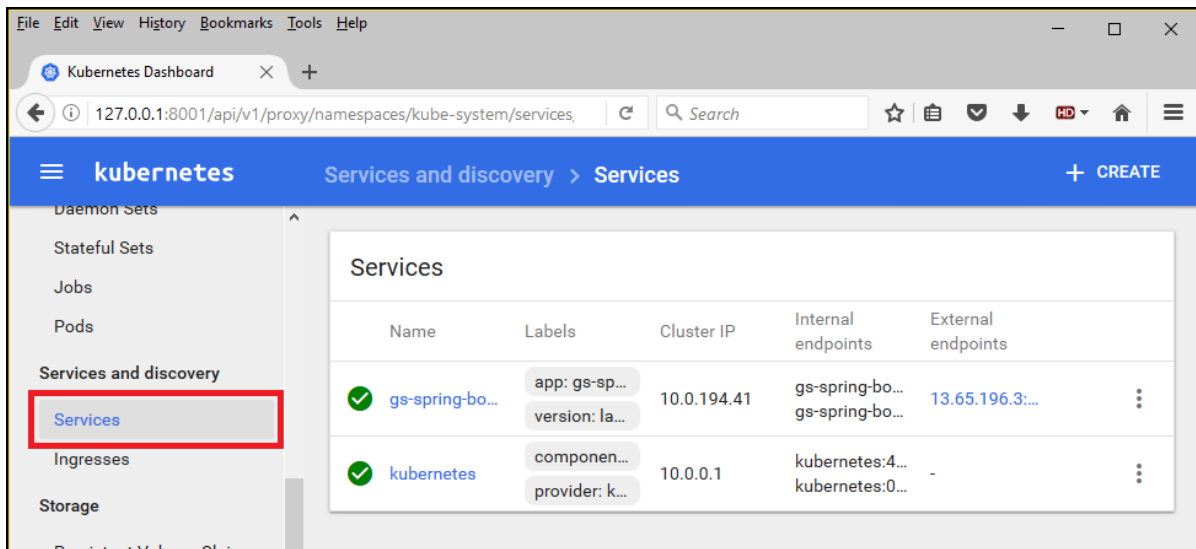 File Edit View History Bookmarks Tools Help
Kubernetes Dashboard
127.0.0.1:8001/api/v1/proxy/namespaces/kube-system/services,
Search
HD
kubernetes
Services and discovery > Services
+ CREATE
Daemon Sets
Stateful Sets
Jobs
Pods
Services and discovery
Services
Ingresses
Storage
Services
Name Labels Cluster IP Internal endpoints External endpoints
gs-spring-bo... app: gs-sp... version: la... 10.0.194.41 gs-spring-bo... gs-spring-bo... 13.65.196.3:...
kubernetes componen... provider: k... 10.0.0.1 kubernetes:4... kubernetes:0... -